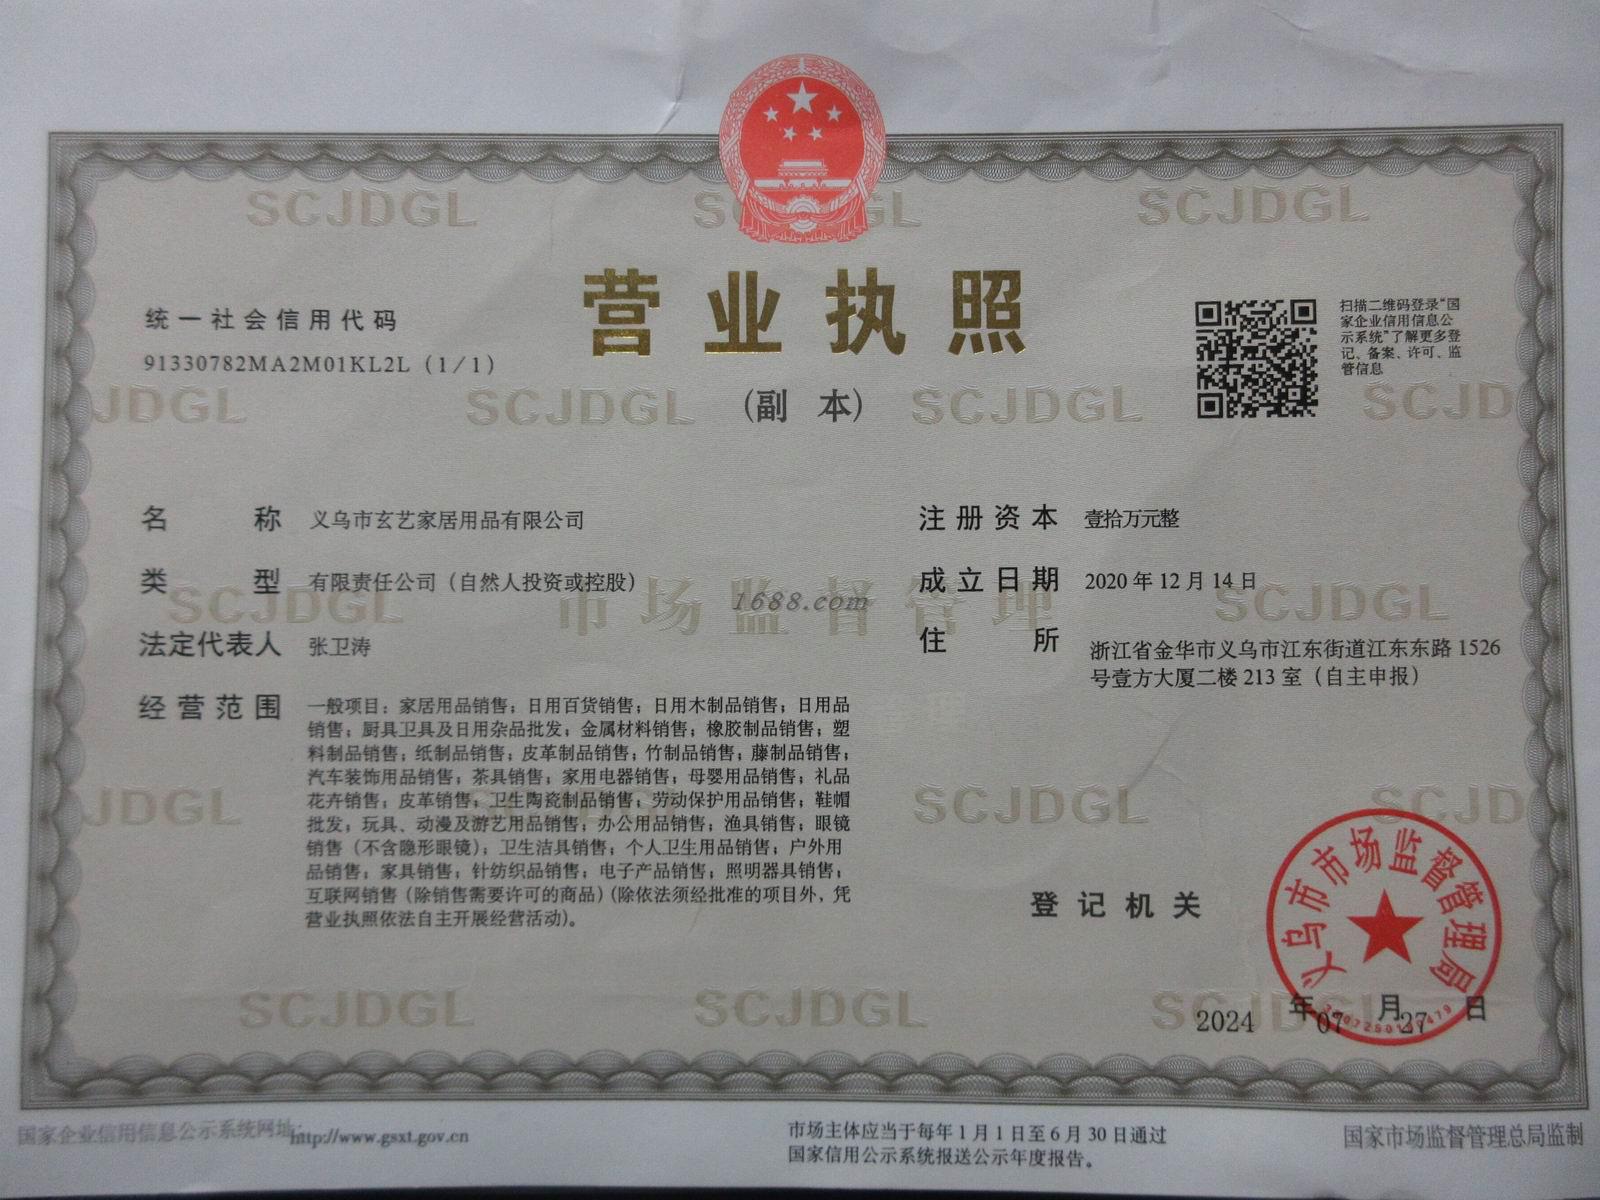 SCJDGL SCJDGL SCJDGL
营业执照
(副 本)
统一社会信用代码
91330782MA2M01KL2L (1/1)
扫描二维码登录“国
家企业信用信息公
示系统”了解更多登
记、备案、许可、监
管信息
JDGL SCJDGL SCJDGL SCJD
名 称 义乌市玄艺家居用品有限公司
类 型 有限责任公司（自然人投资或控股）
法定代表人 张卫涛
经营范围 一般项目：家居用品销售；日用百货销售；日用木制品销售；日用品
销售；厨具卫具及日用杂品批发；金属材料销售；橡胶制品销售；塑
料制品销售；纸制品销售；皮革制品销售；竹制品销售；藤制品销售；
汽车装饰用品销售；茶具销售；家用电器销售；母婴用品销售；礼品
花卉销售；皮革销售；卫生陶瓷制品销售；劳动保护用品销售；鞋帽
批发；玩具、动漫及游艺用品销售；办公用品销售；渔具销售；眼镜
销售（不含隐形眼镜）；卫生洁具销售；个人卫生用品销售；户外用
品销售；家具销售；针纺织品销售；电子产品销售；照明器具销售；
互联网销售（除销售需要许可的商品）(除依法须经批准的项目外，凭
营业执照依法自主开展经营活动)。
注册资本 壹拾万元整
成立日期 2020 年 12 月 14 日
住 所 浙江省金华市义乌市江东街道江东东路 1526
号壹方大厦二楼 213 室（自主申报）
SCJDGL 市场监督管理 SCJDGL
1688.com
JDGL SCJDGL SCJDGL SCJD
登记机关
义乌市市场监督管理局
2024 年 07 月 27 日
SCJDGL SCJDGL SCJDGL
国家企业信用信息公示系统网址：http://www.gsxt.gov.cn
市场主体应当于每年 1 月 1 日至 6 月 30 日通过
国家信用公示系统报送公示年度报告。
国家市场监督管理总局监制